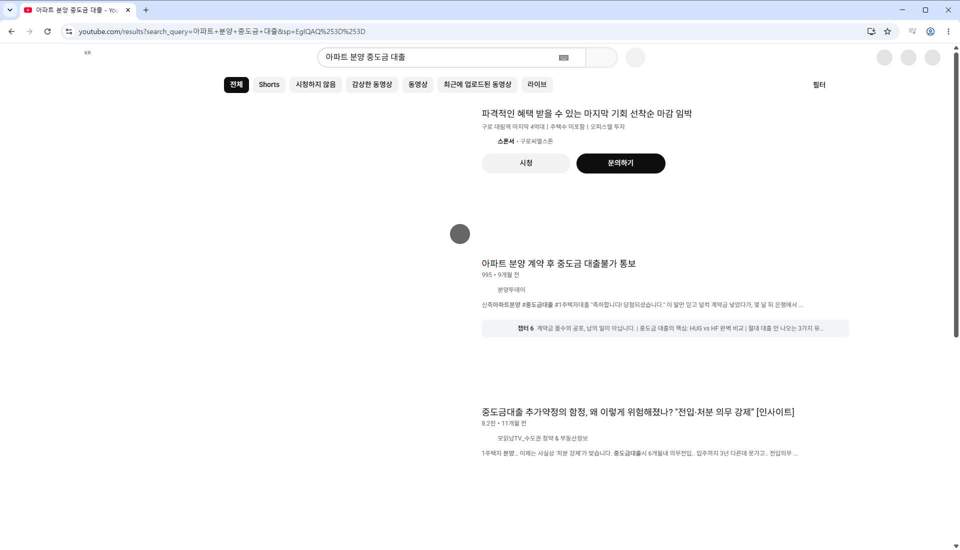 아파트 분양 중도금 대출 - You
youtube.com/results?search_query=아파트+분양+중도금+대출&sp=EgIQAQ%253D%253D
KR
아파트 분양 중도금 대출
전체 Shorts 시청하지 않음 감상한 동영상 동영상 최근에 업로드된 동영상 라이브 필터
파격적인 혜택 받을 수 있는 마지막 기회 선착순 마감 임박
구로 대림역 마지막 #역대 | 주택수 미포함 | 오피스텔 투자
스폰서 • 구로씨엘스톤
시청 문의하기
아파트 분양 계약 후 중도금 대출불가 통보
995 • 9개월 전
분양투데이
신축아파트분양 #중도금대출 #1주택자대출 "축하합니다! 당첨되셨습니다." 이 말만 믿고 덜컥 계약금 넣었다가, 몇 달 뒤 은행에서 ...
챕터 6 계약금 몰수의 공포, 남의 일이 아닙니다. | 중도금 대출의 핵심: HUG vs HF 완벽 비교 | 절대 대출 안 나오는 3가지 유...
중도금대출 추가약정의 함정, 왜 이렇게 위험해졌나? "전입·처분 의무 강제" [인사이트]
8.2천 • 11개월 전
모읽남TV_수도권 청약 & 부동산정보
1주택자 분양.. 이제는 사실상 '처분 강제'가 맞습니다. 중도금대출시 6개월내 의무전입.. 입주까지 3년 다른데 못가고.. 전입의무 ...